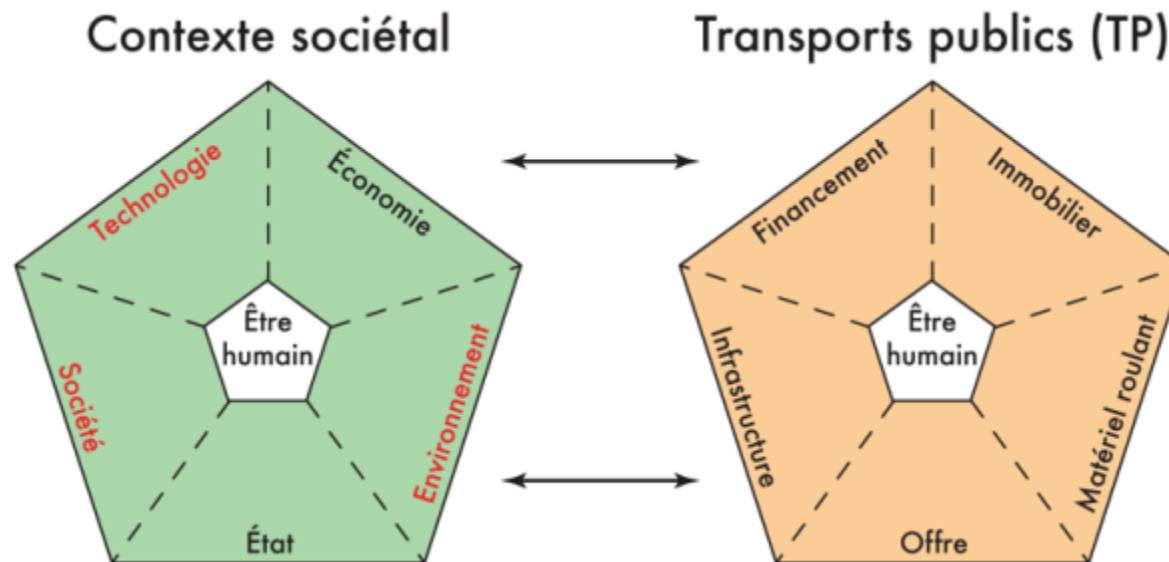 Contexte sociétal
Technologie
Économie
Être
humain
Société
Environnement
État
Transports publics (TP)
Financement
Immobilier
Être
humain
Infrastructure
Matériel roulant
Offre